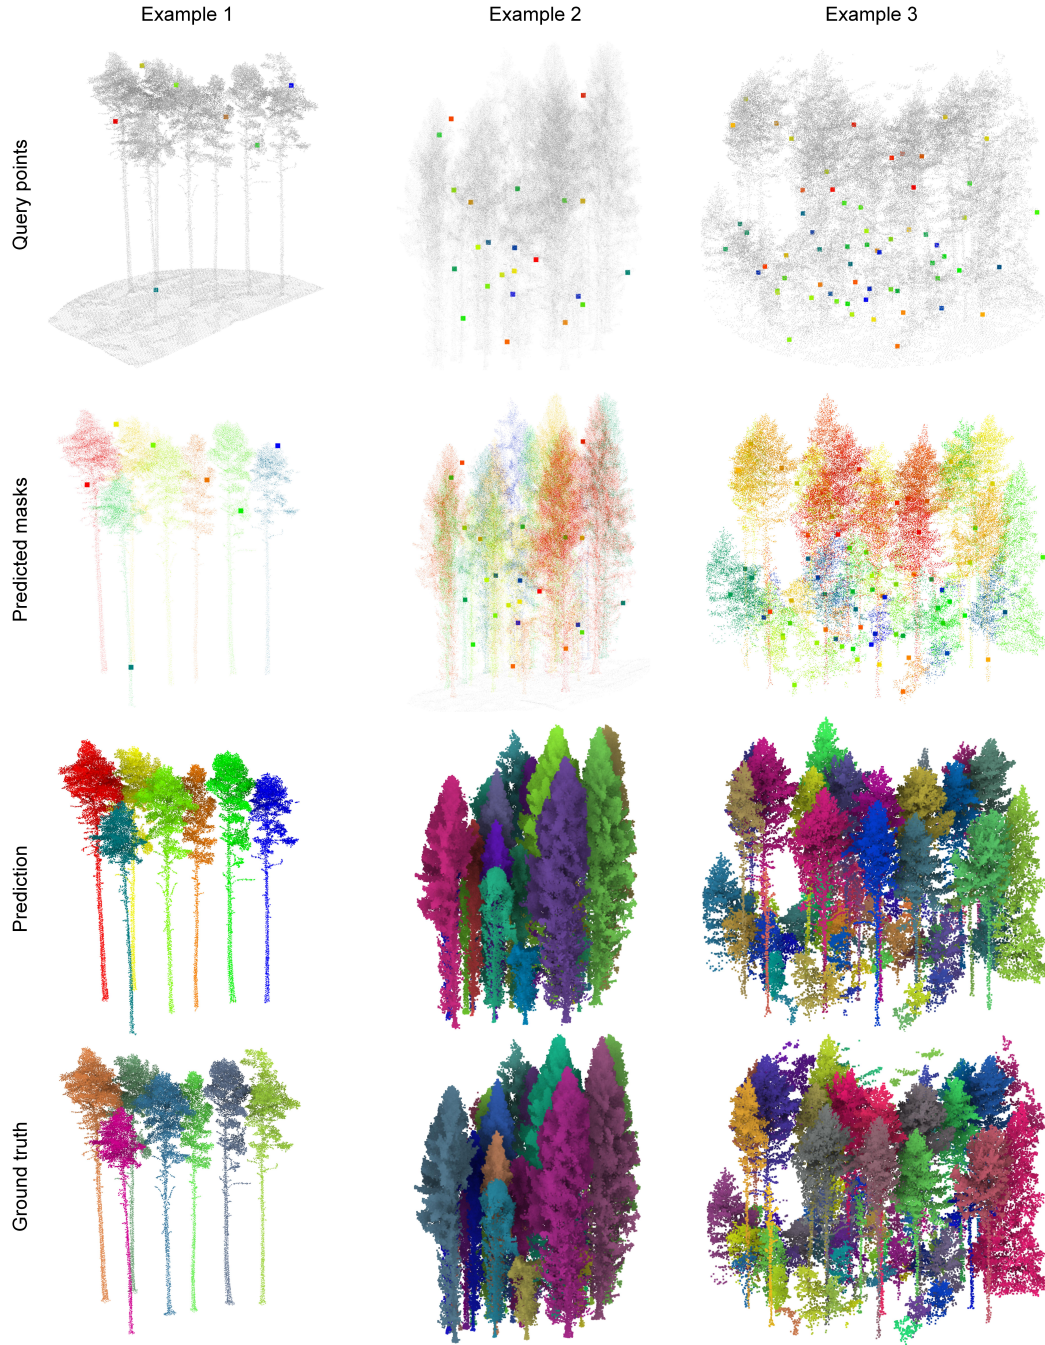 Example 1
Example 2
Example 3
Query points
Predicted masks
Prediction
Ground truth